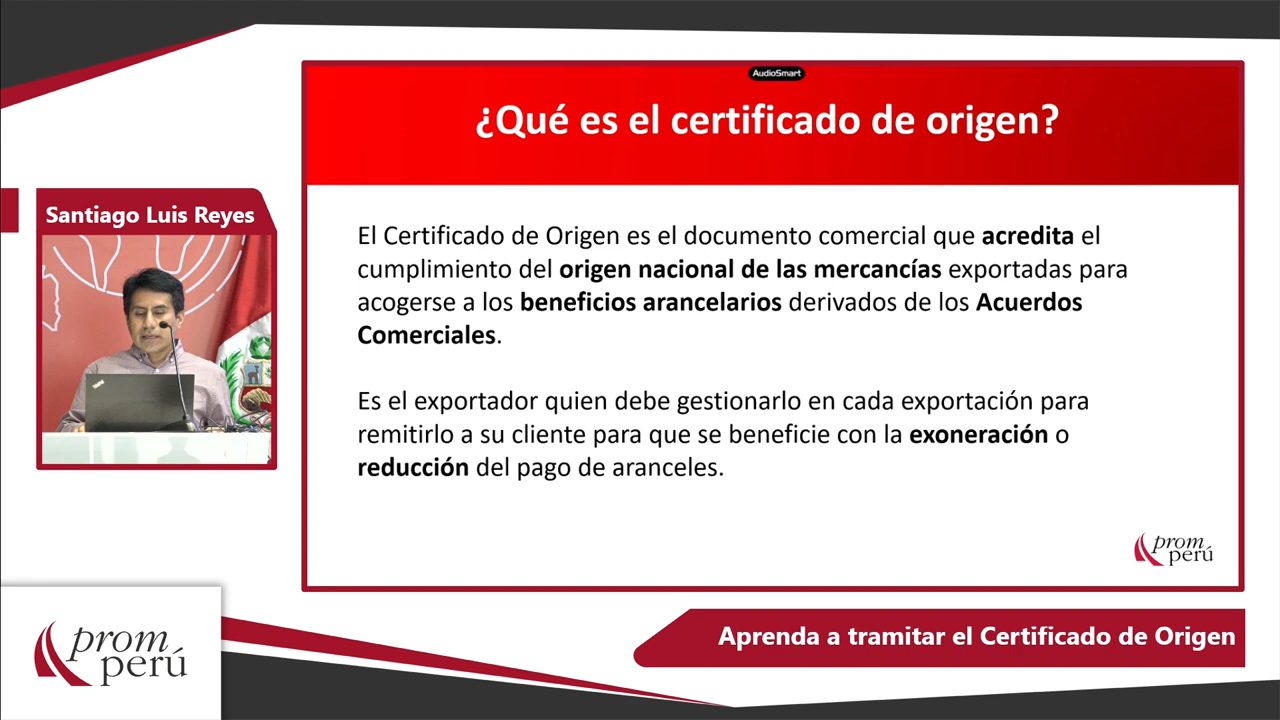 AudioSmart
¿Qué es el certificado de origen?
Santiago Luis Reyes
El Certificado de Origen es el documento comercial que acredita el
cumplimiento del origen nacional de las mercancías exportadas para
acogerse a los beneficios arancelarios derivados de los Acuerdos
Comerciales.
Es el exportador quien debe gestionarlo en cada exportación para
remitirlo a su cliente para que se beneficie con la exoneración o
reducción del pago de aranceles.
prom
perú
Aprenda a tramitar el Certificado de Origen
prom
perú